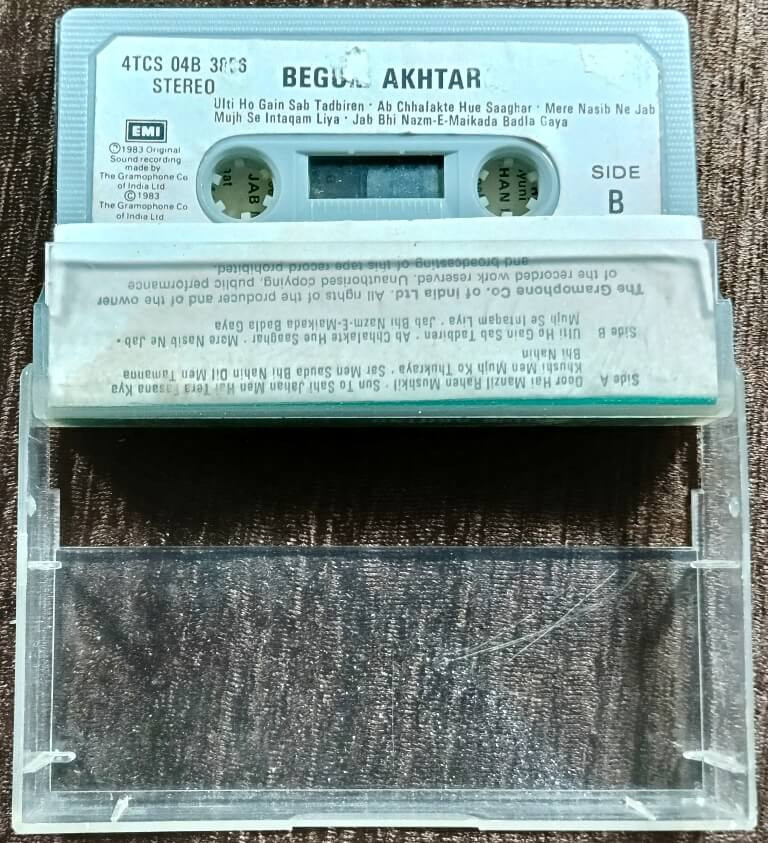 4TCS 04B 38
STEREO
BEGU AKHTAR
Ulti Ho Gain Sab Tadbiren · Ab Chhalakte Hue Saaghar · Mere Nasib Ne Jab
Mujh Se Intaqam Liya · Jab Bhi Nazm-E-Maikada Badla Gaya
EMI
Ⓟ1983 Original
Sound recording
made by
The Gramophone Co
of India Ltd
©1983
The Gramophone Co
of India Ltd
SIDE
B
JAB
HAN
Side A
Door Hai Manzil Rahen Mushkil · Sun To Sahi Jahan Men Hai Tera Fasana Kya
Khushi Men Mujh Ko Thukraya · Sar Men Sauda Bhi Nahin Dil Men Tamanna
Bhi Nahin
Side B
Ulti Ho Gain Sab Tadbiren · Ab Chhalakte Hue Saaghar · Mere Nasib Ne Jab ·
Mujh Se Intaqam Liya · Jab Bhi Nazm-E-Maikada Badla Gaya
The Gramophone Co. of India Ltd. All rights of the producer and of the owner
of the recorded work reserved. Unauthorised copying, public performance
and broadcasting of this tape record prohibited.